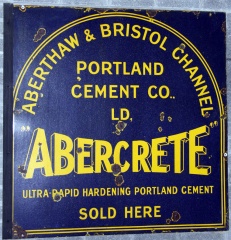 ABERTHAW & BRISTOL CHANNEL
PORTLAND
CEMENT CO.
LD.
"ABERCRETE"
ULTRA-RAPID HARDENING PORTLAND CEMENT
SOLD HERE